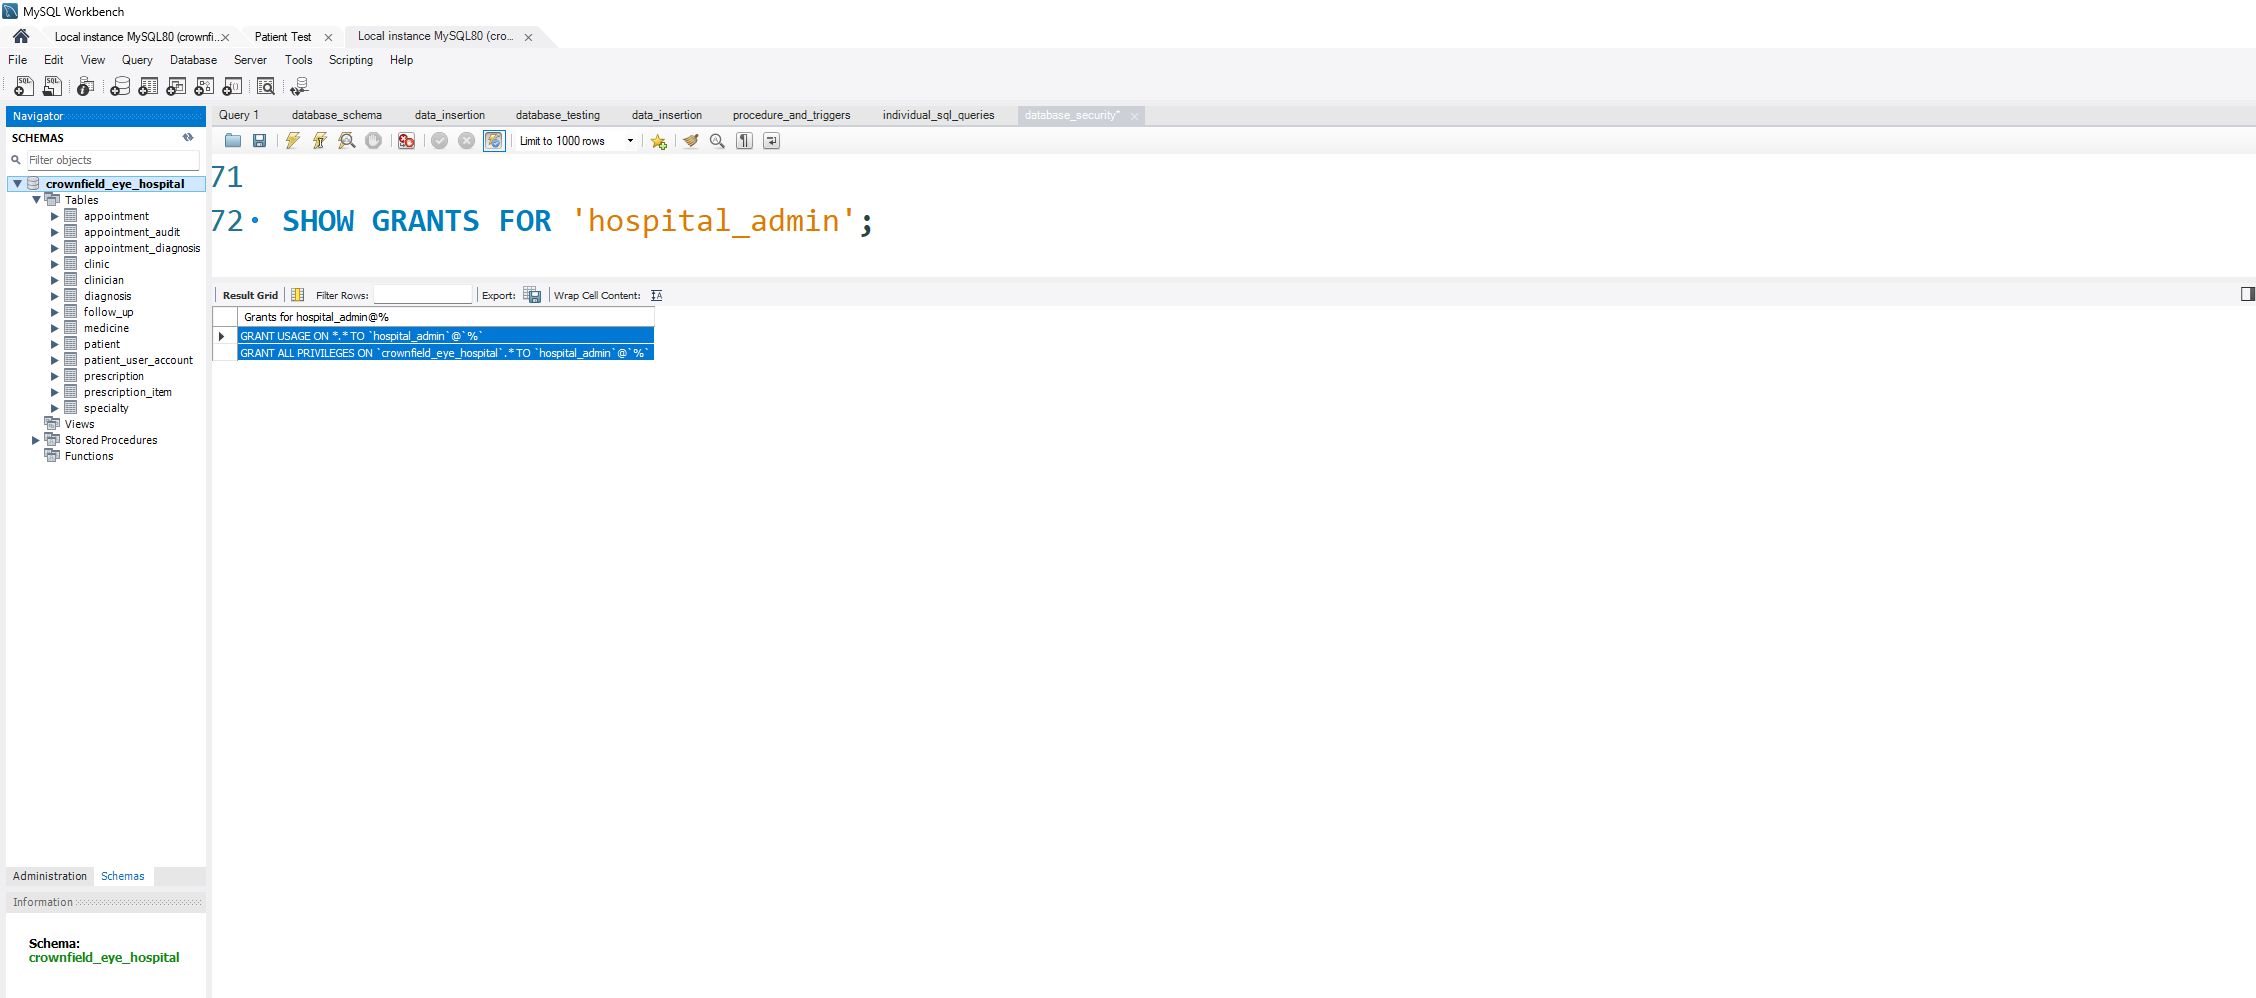 MySQL Workbench
Local instance MySQL80 (crownfi... Patient Test Local instance MySQL80 (cro...
File Edit View Query Database Server Tools Scripting Help
Navigator
SCHEMAS
Filter objects
crownfield_eye_hospital
Tables
appointment
appointment_audit
appointment_diagnosis
clinic
clinician
diagnosis
follow_up
medicine
patient
patient_user_account
prescription
prescription_item
specialty
Views
Stored Procedures
Functions
Administration Schemas
Information
Schema:
crownfield_eye_hospital
Query 1 database_schema data_insertion database_testing data_insertion procedure_and_triggers individual_sql_queries database_security*
Limit to 1000 rows
71
72 SHOW GRANTS FOR 'hospital_admin';
Result Grid Filter Rows: Export: Wrap Cell Content:
Grants for hospital_admin@%
GRANT USAGE ON *.* TO `hospital_admin`@`%`
GRANT ALL PRIVILEGES ON `crownfield_eye_hospital`.* TO `hospital_admin`@`%`